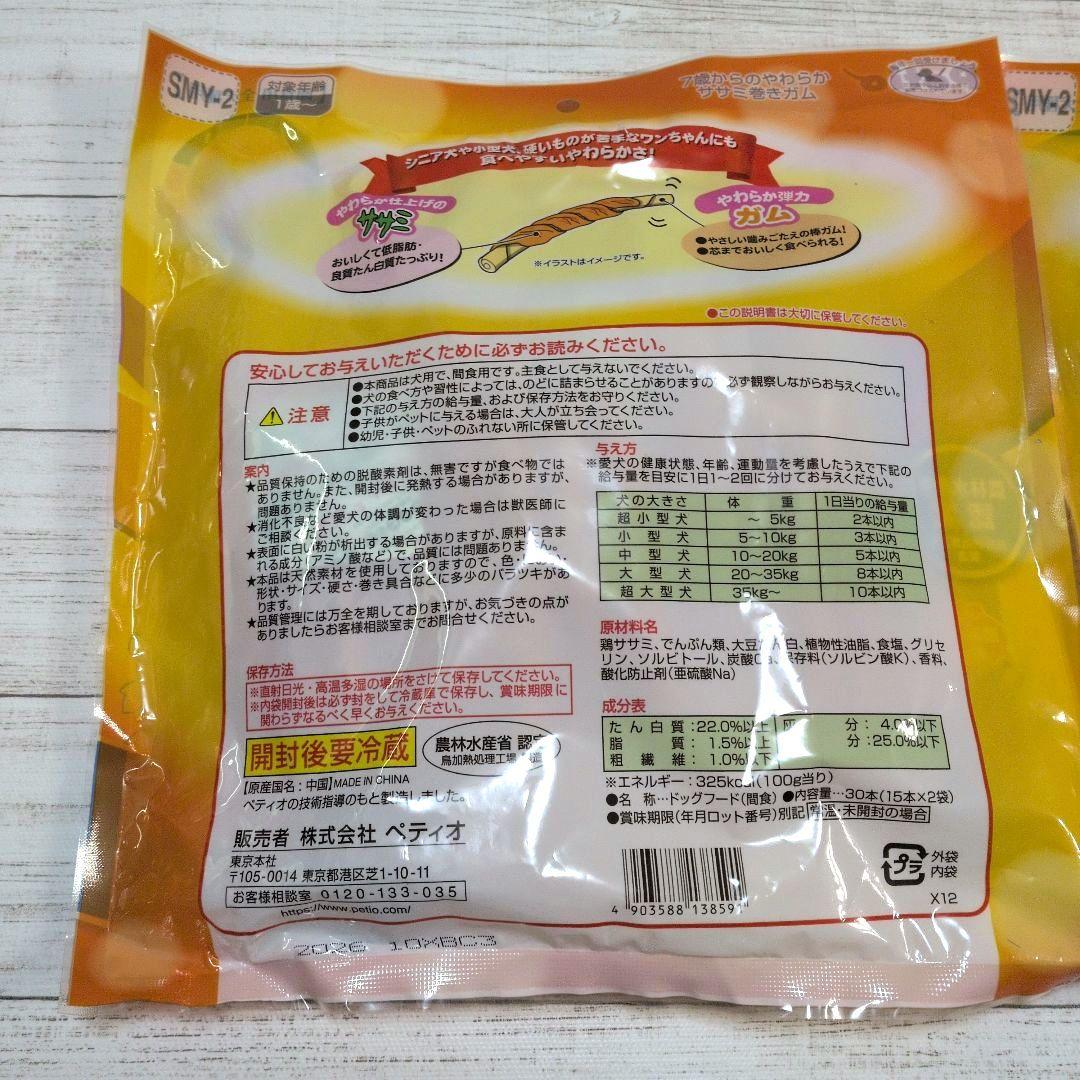 SMY-2
対象年齢
1歳～
7歳からのやわらか
ササミ巻きガム
SMY-2
シニア犬や小型犬、硬いものが苦手なワンちゃんにも
食べやすいやわらかさ!
やわらか仕上げの
ササミ
おいしくて低脂肪・
良質たん白質たっぷり!
やわらか弾力
ガム
●やさしい噛みごたえの棒ガム!
●芯までおいしく食べられる!
※イラストはイメージです。
●この説明書は大切に保管してください。
安心してお与えいただくために必ずお読みください。
注意
●本商品は犬用で、間食用です。主食として与えないでください。
●犬の食べ方や習性によっては、のどに詰まらせることがありますので 必ず観察しながらお与えください。
●下記の与え方の給与量、および保存方法をお守りください。
●子供がペットに与える場合は、大人が立ち会ってください。
●幼児・子供・ペットのふれない所に保管してください。
案内
★品質保持のための脱酸素剤は、無害ですが食べ物では
ありません。また、開封後に発熱する場合がありますが、
問題ありません。
★消化不良など愛犬の体調が変わった場合は獣医師に
ご相談ください。
★表面に白い粉が析出する場合がありますが、原料に含ま
れる成分(アミノ酸など)で、品質には問題ありません。
★本品は天然素材を使用しておりますので、色・
形状・サイズ・硬さ・巻き具合などに多少のバラツキがあ
ります。
★品質管理には万全を期しておりますが、お気づきの点が
ありましたらお客様相談室までお問合せください。
保存方法
※直射日光・高温多湿の場所をさけて保存してください。
※内袋開封後は必ず封をして冷蔵庫で保存し、賞味期限に
関わらずなるべく早くお与えください。
開封後要冷蔵
農林水産省 認定
鳥加熱処理工場 製造
【原産国名:中国】MADE IN CHINA
ペティオの技術指導のもと製造しました。
販売者 株式会社 ペティオ
東京本社
〒105-0014 東京都港区芝1-10-11
お客様相談室 0120-133-035
https://www.petio.com/
2026 10XBC3
与え方
※愛犬の健康状態、年齢、運動量を考慮したうえで下記の
給与量を目安に1日1～2回に分けてお与えください。
犬の大きさ 体 重 1日当りの給与量
超小型犬 ～5kg 2本以内
小型犬 5～10kg 3本以内
中型犬 10～20kg 5本以内
大型犬 20～35kg 8本以内
超大型犬 35kg～ 10本以内
原材料名
鶏ササミ、でんぷん類、大豆たん白、植物性油脂、食塩、グリセ
リン、ソルビトール、炭酸Ca、保存料(ソルビン酸K)、香料、
酸化防止剤(亜硫酸Na)
成分表
たん白質:22.0%以上 灰 分:4.0%以下
脂 質:1.5%以上 分:25.0%以下
粗繊維:1.0%以下
※エネルギー:325kcal(100g当り)
●名 称…ドッグフード(間食) ●内容量…30本(15本×2袋)
●賞味期限(年月ロット番号)別記 常温・未開封の場合
4 903588 138591
プラ
外袋
内袋
X12